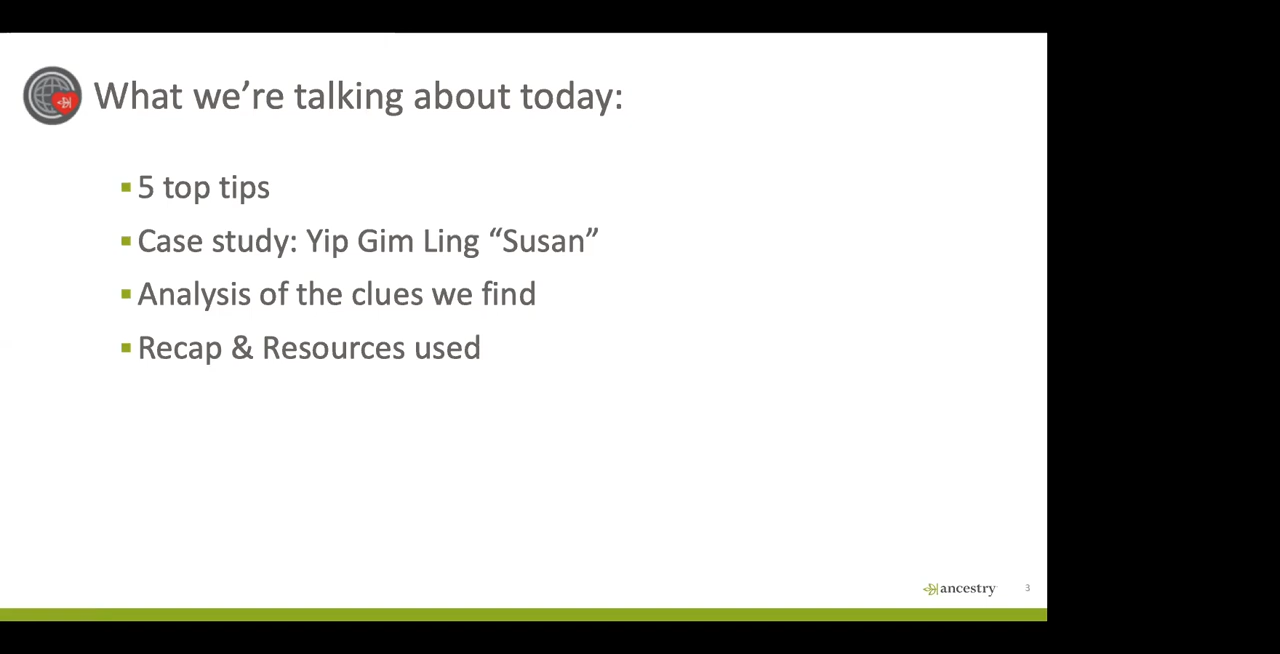 What we’re talking about today:
5 top tips
Case study: Yip Gim Ling “Susan”
Analysis of the clues we find
Recap & Resources used
ancestry
3